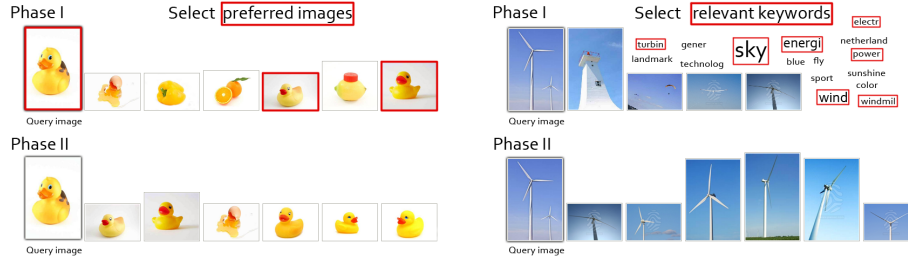 Phase I
Select preferred images
Query image
Phase II
Query image
Phase I
Select relevant keywords
electr
turbin gener sky energi netherland
landmark technolog blue fly power
sport sunshine
color
wind windmil
Query image
Phase II
Query image